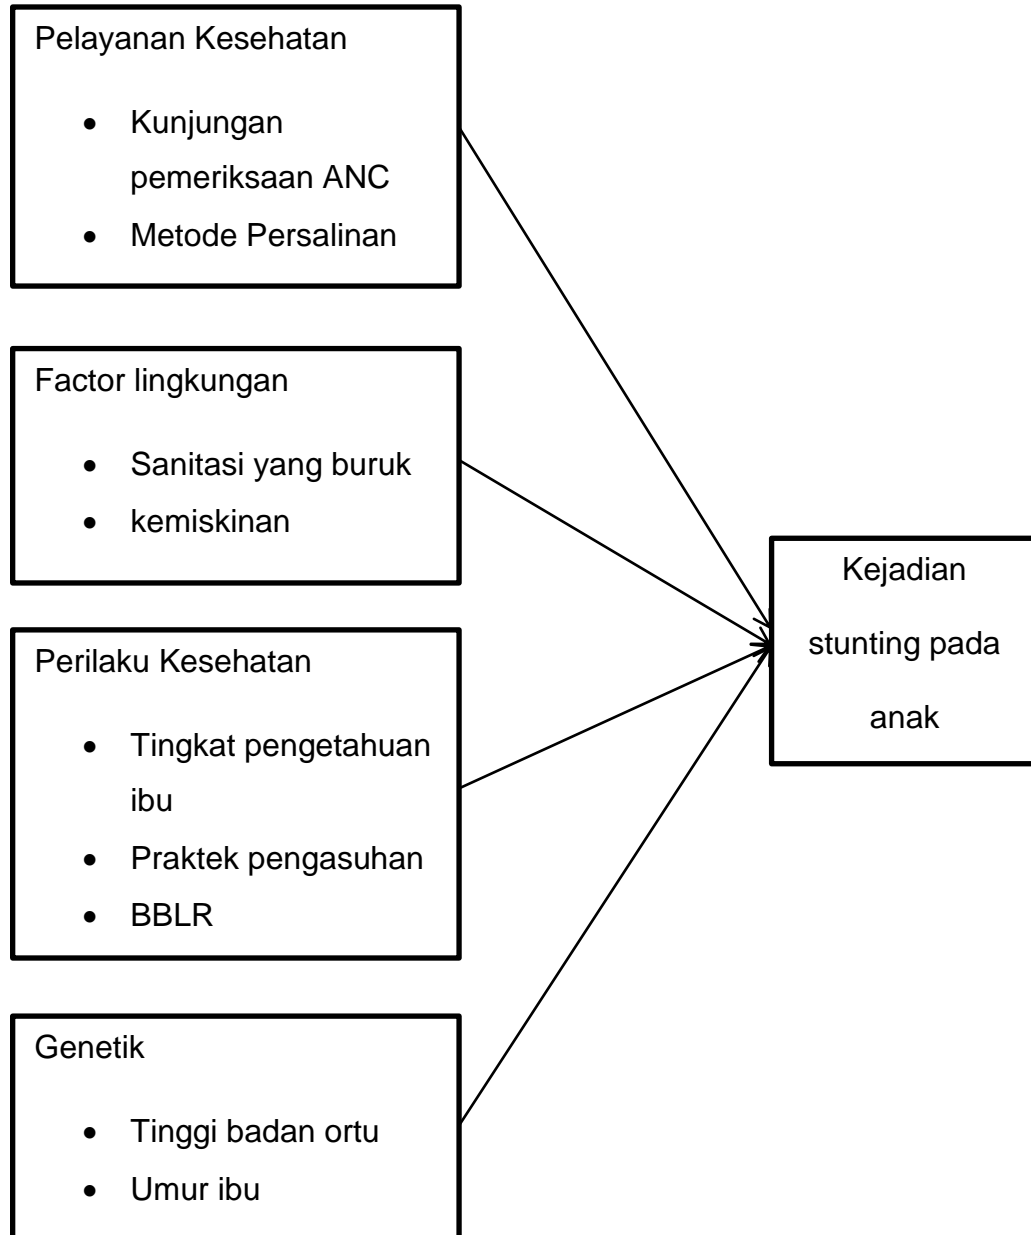 Pelayanan Kesehatan
• Kunjungan
pemeriksaan ANC
• Metode Persalinan
Factor lingkungan
• Sanitasi yang buruk
• kemiskinan
Perilaku Kesehatan
• Tingkat pengetahuan
ibu
• Praktek pengasuhan
• BBLR
Genetik
• Tinggi badan ortu
• Umur ibu
Kejadian
stunting pada
anak